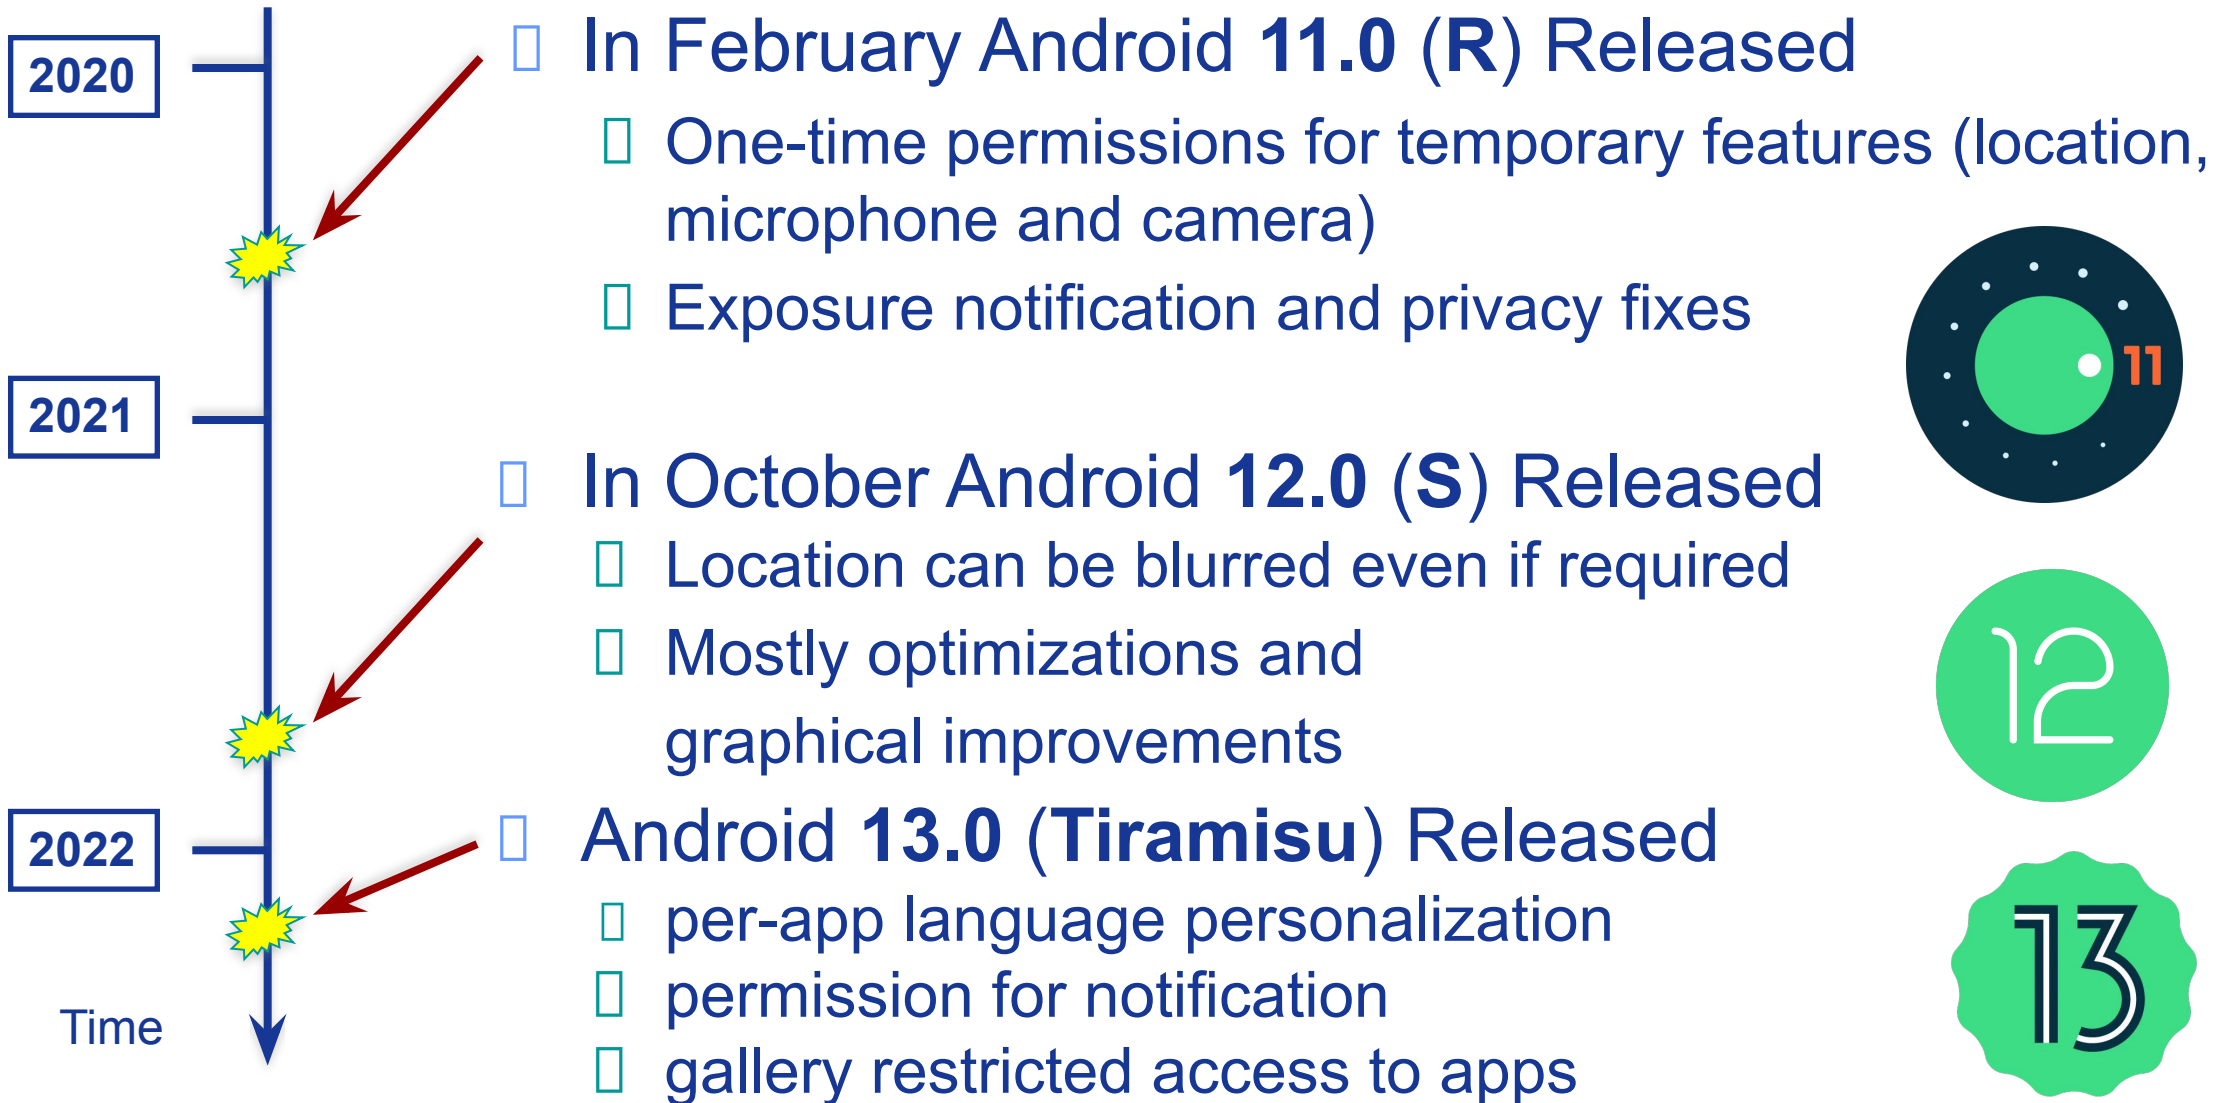 2020
In February Android 11.0 (R) Released
One-time permissions for temporary features (location,
microphone and camera)
Exposure notification and privacy fixes
11
2021
In October Android 12.0 (S) Released
Location can be blurred even if required
Mostly optimizations and
graphical improvements
12
2022
Android 13.0 (Tiramisu) Released
per-app language personalization
permission for notification
gallery restricted access to apps
13
Time